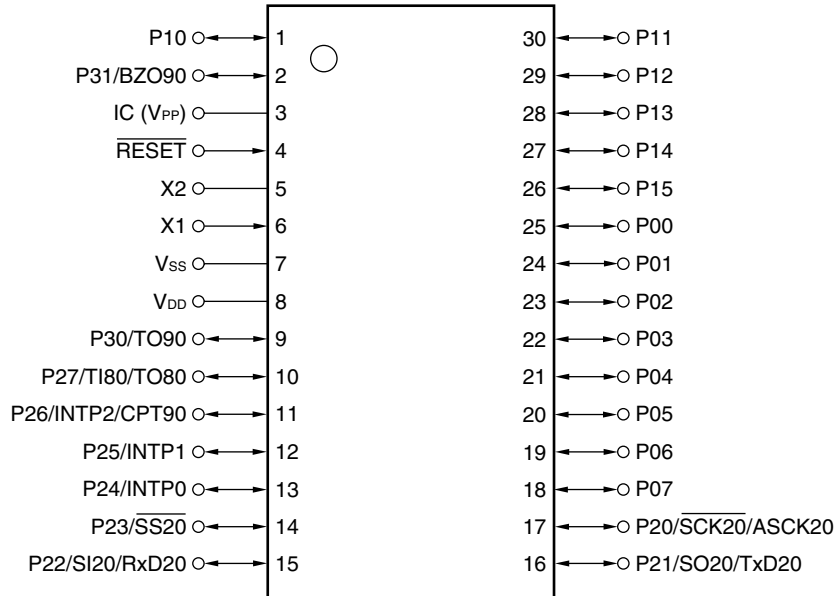 P10 1 30 P11
P31/BZO90 2 29 P12
IC (VPP) 3 28 P13
RESET 4 27 P14
X2 5 26 P15
X1 6 25 P00
VSS 7 24 P01
VDD 8 23 P02
P30/TO90 9 22 P03
P27/TI80/TO80 10 21 P04
P26/INTP2/CPT90 11 20 P05
P25/INTP1 12 19 P06
P24/INTP0 13 18 P07
P23/SS20 14 17 P20/SCK20/ASCK20
P22/SI20/RxD20 15 16 P21/SO20/TxD20